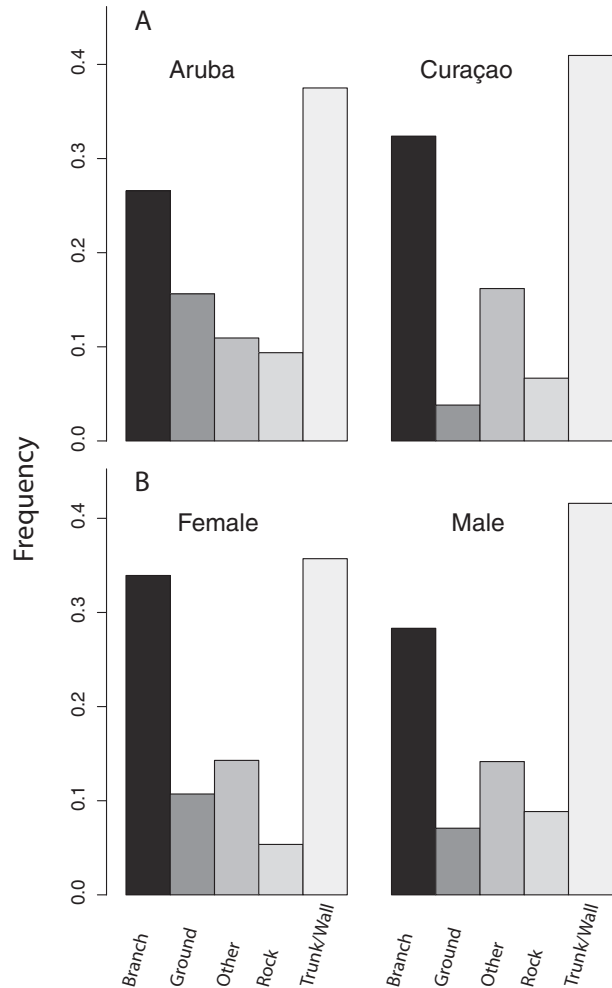 A
Aruba
Curaçao
0.4
0.3
0.2
0.1
0.0
Frequency
B
Female
Male
0.4
0.3
0.2
0.1
0.0
Branch
Ground
Other
Rock
Trunk/Wall
Branch
Ground
Other
Rock
Trunk/Wall